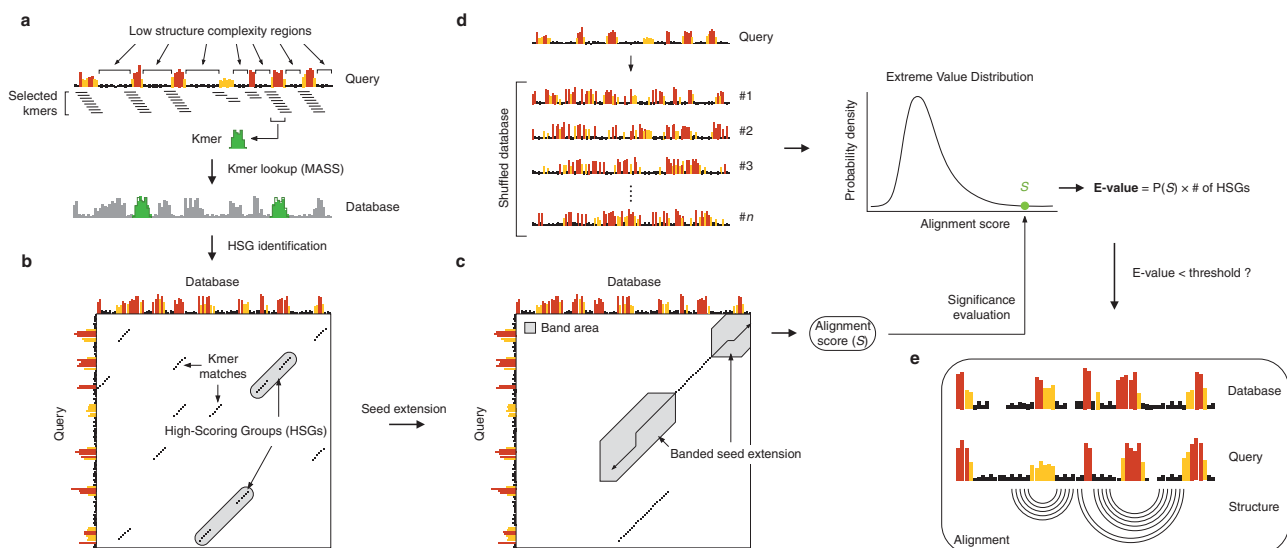 a
Low structure complexity regions
Query
Selected
kmers
Kmer
Kmer lookup (MASS)
Database
HSG identification
b
Database
Query
Kmer
matches
High-Scoring Groups (HSGs)
Seed extension
c
Database
Band area
Query
Banded seed extension
Alignment
score (S)
Significance
evaluation
d
Query
Shuffled database
#1
#2
#3
#n
Extreme Value Distribution
Probability density
S
Alignment score
E-value = P(S) × # of HSGs
E-value < threshold ?
e
Database
Query
Structure
Alignment